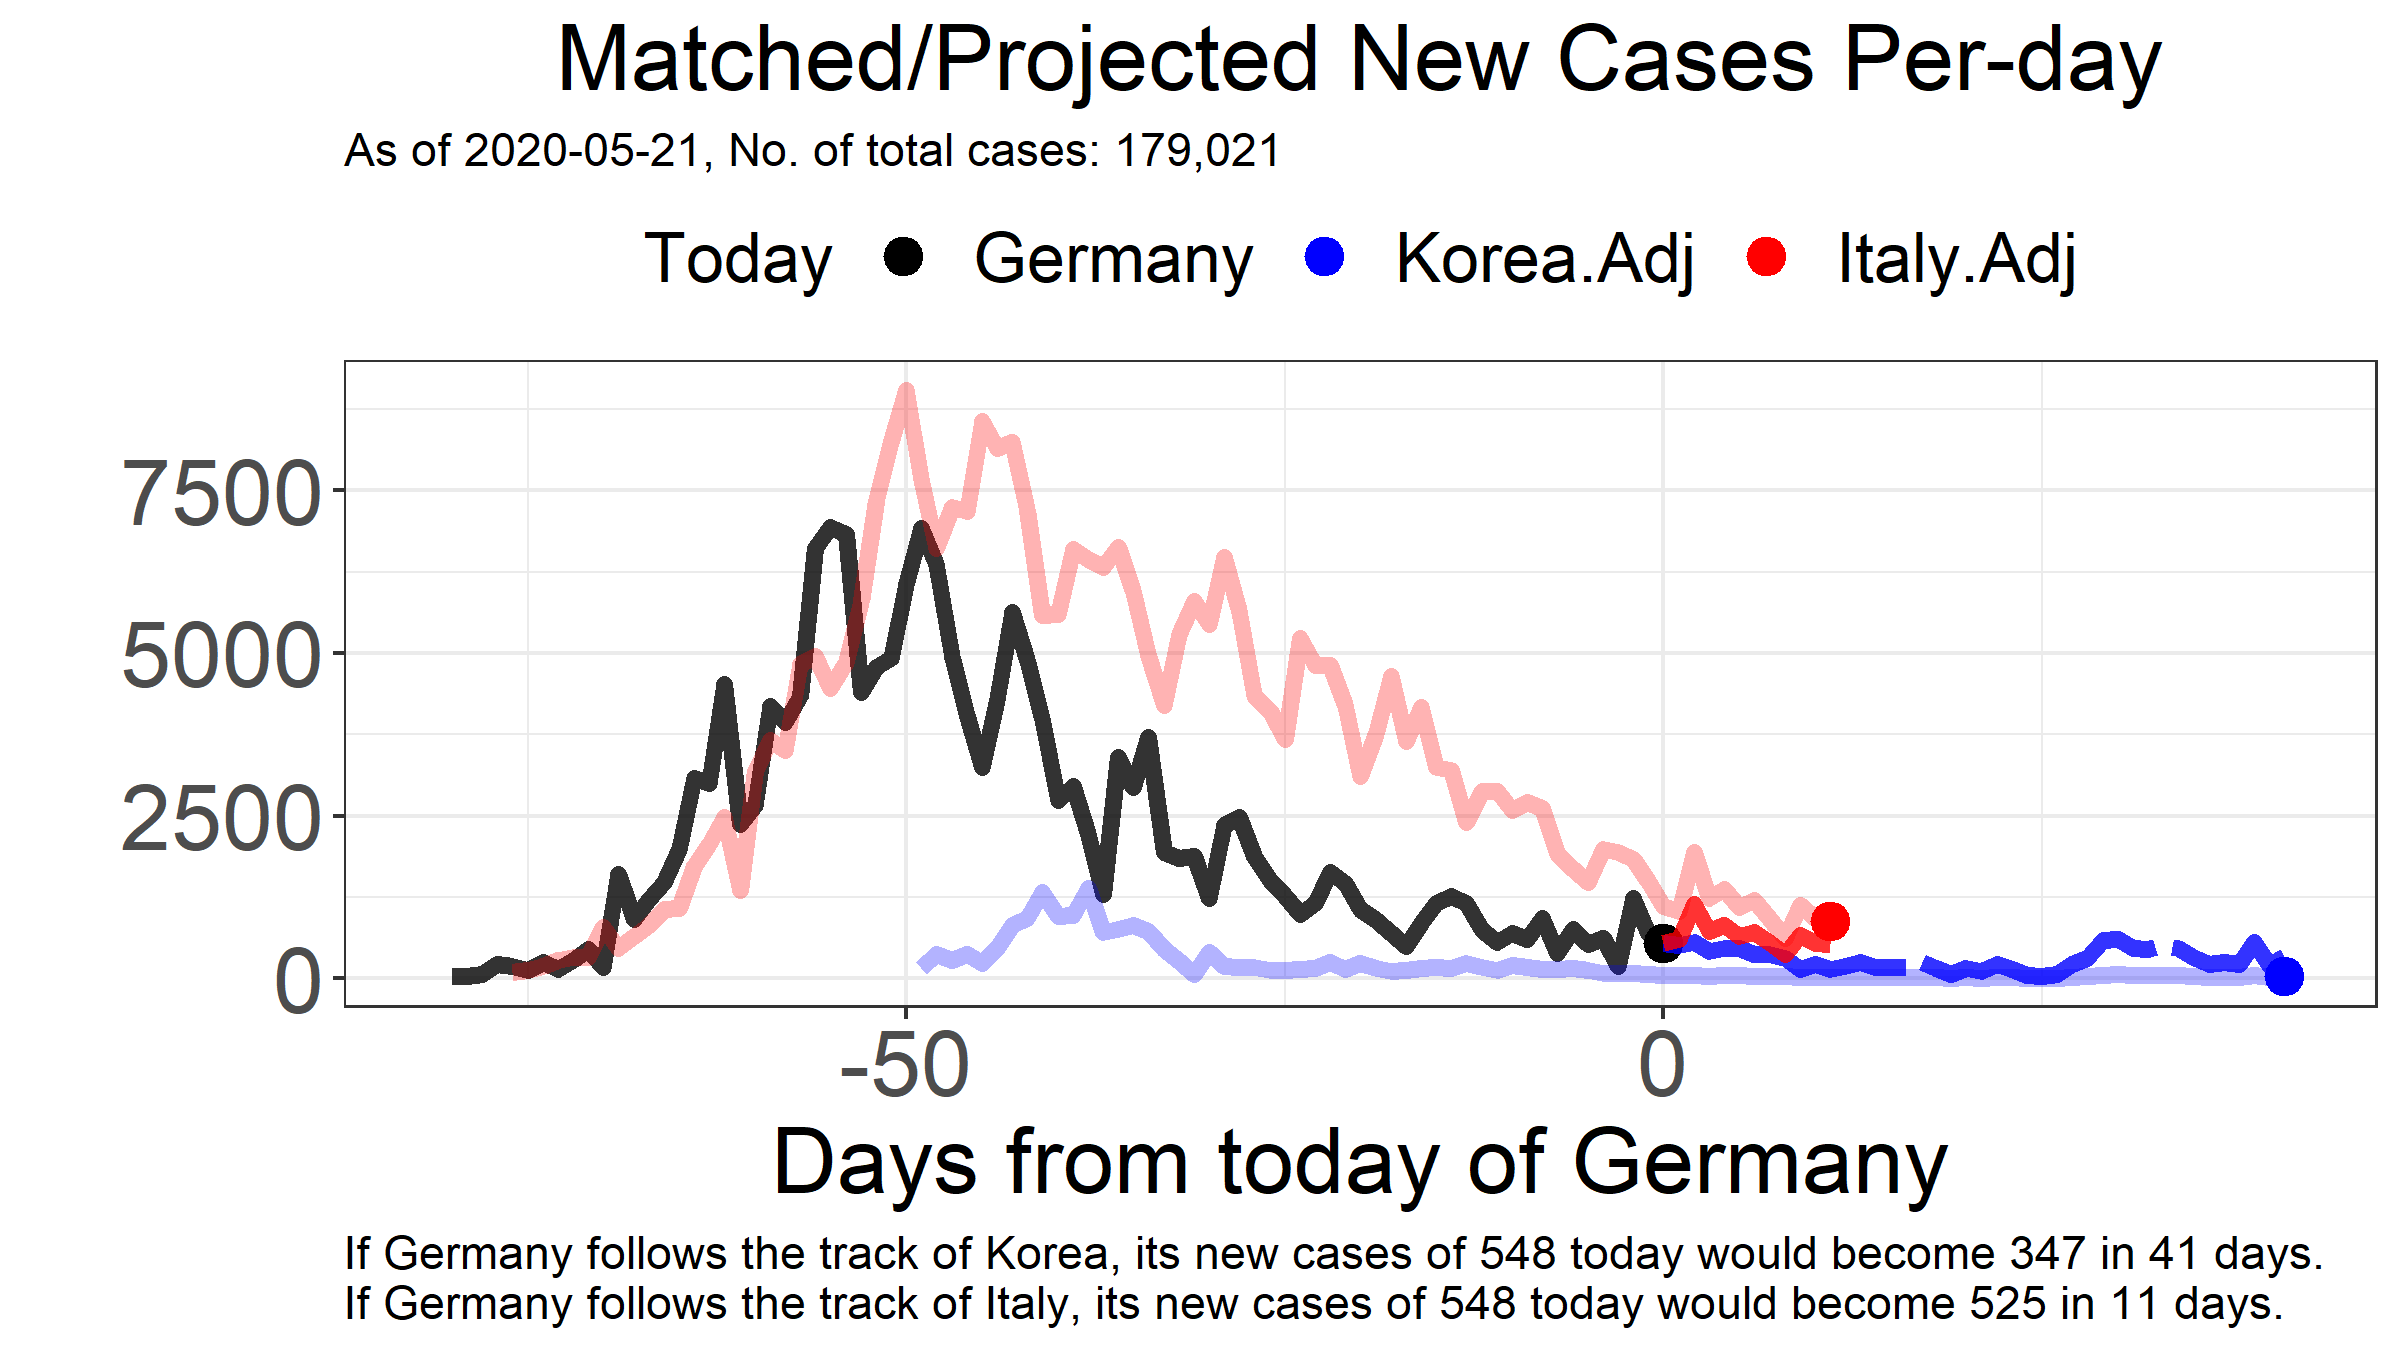 Matched/Projected New Cases Per-day
As of 2020-05-21, No. of total cases: 179,021
Today Germany Korea.Adj Italy.Adj
7500
5000
2500
0
-50 0
Days from today of Germany
If Germany follows the track of Korea, its new cases of 548 today would become 347 in 41 days.
If Germany follows the track of Italy, its new cases of 548 today would become 525 in 11 days.